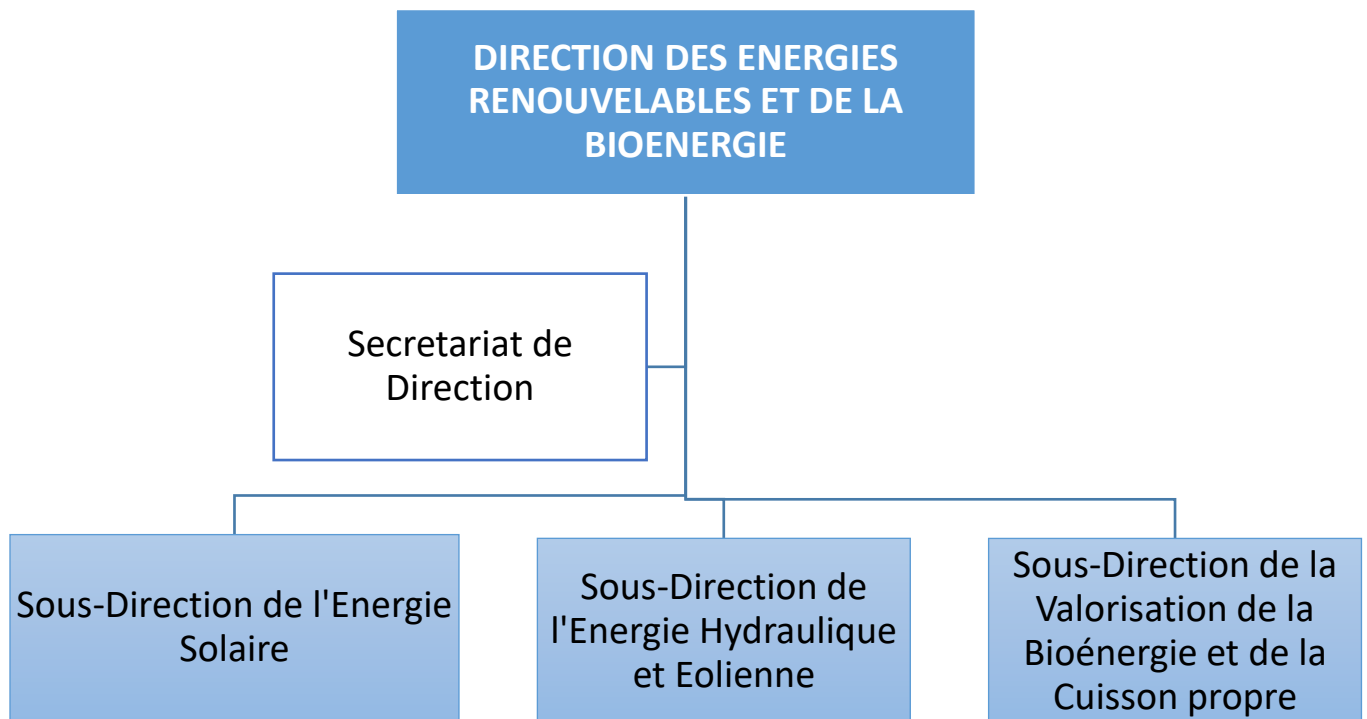 DIRECTION DES ENERGIES
RENOUVELABLES ET DE LA
BIOENERGIE
Secretariat de
Direction
Sous-Direction de l'Energie
Solaire
Sous-Direction de
l'Energie Hydraulique
et Eolienne
Sous-Direction de la
Valorisation de la
Bioénergie et de la
Cuisson propre